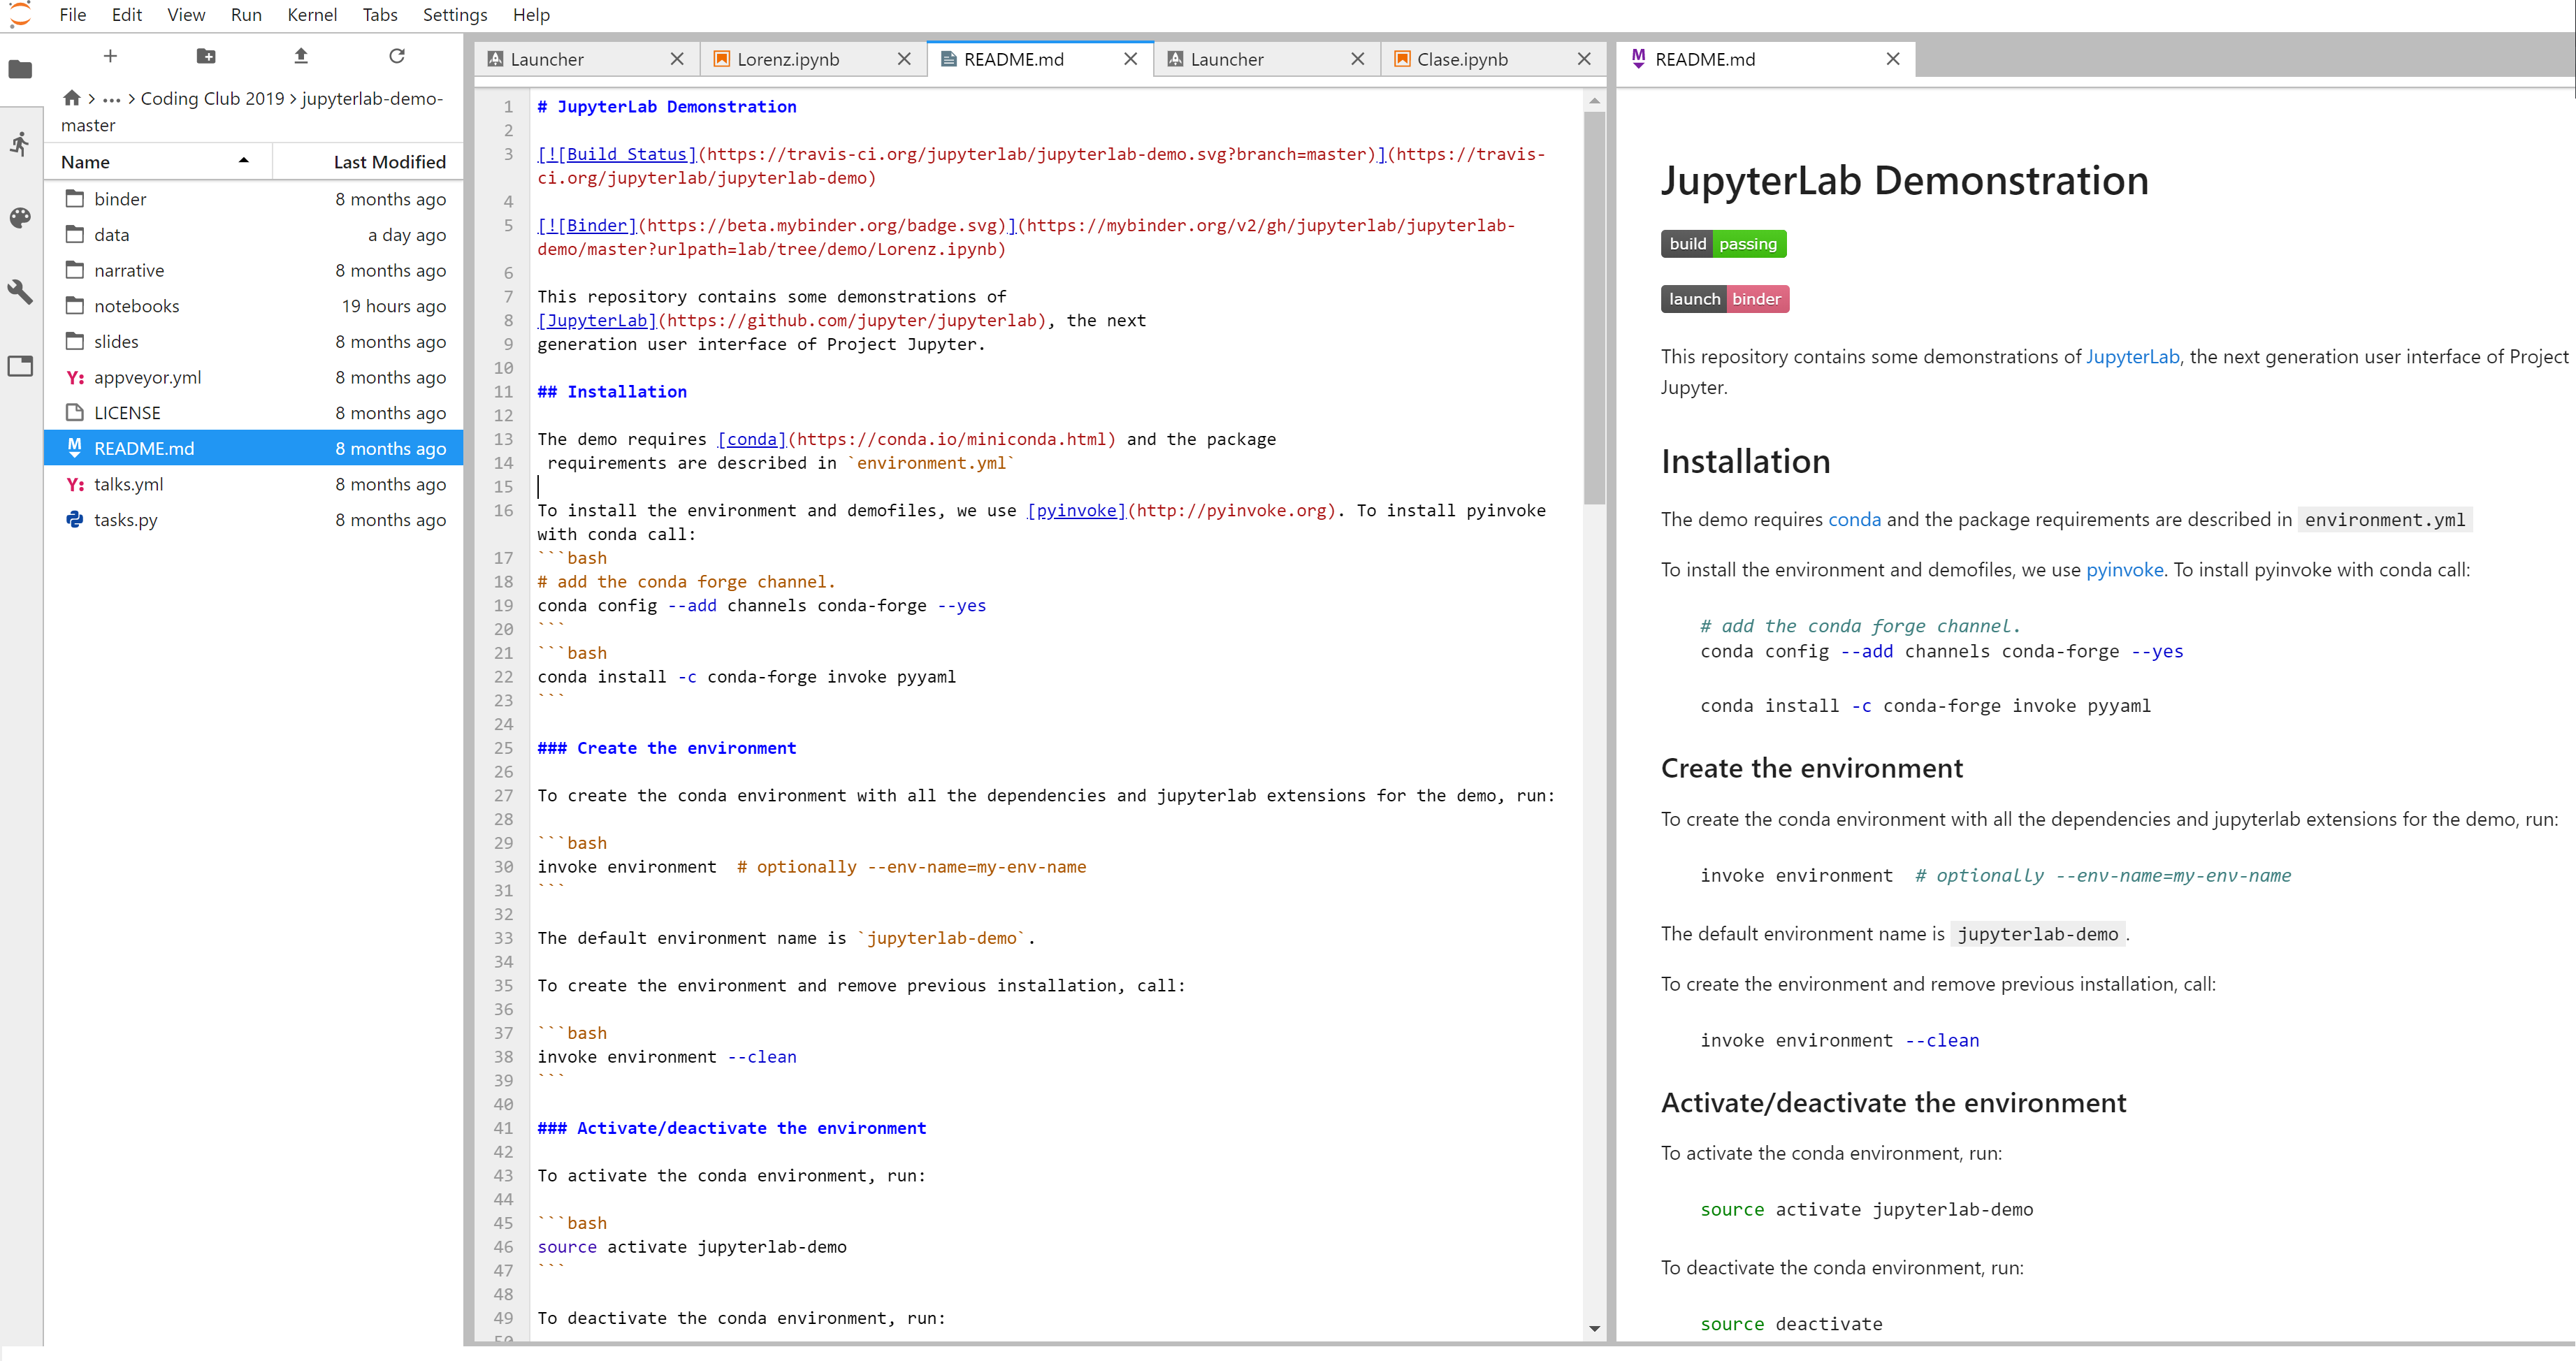 File Edit View Run Kernel Tabs Settings Help
… Coding Club 2019 jupyterlab-demo-
master
Name Last Modified
binder 8 months ago
data a day ago
narrative 8 months ago
notebooks 19 hours ago
slides 8 months ago
Y: appveyor.yml 8 months ago
LICENSE 8 months ago
M README.md 8 months ago
Y: talks.yml 8 months ago
tasks.py 8 months ago
Launcher Lorenz.ipynb README.md Launcher Clase.ipynb
1 # JupyterLab Demonstration
2
3 [![Build Status](https://travis-ci.org/jupyterlab/jupyterlab-demo.svg?branch=master)](https://travis-
ci.org/jupyterlab/jupyterlab-demo)
4
5 [![Binder](https://beta.mybinder.org/badge.svg)](https://mybinder.org/v2/gh/jupyterlab/jupyterlab-
demo/master?urlpath=lab/tree/demo/Lorenz.ipynb)
6
7 This repository contains some demonstrations of
8 [JupyterLab](https://github.com/jupyter/jupyterlab), the next
9 generation user interface of Project Jupyter.
10
11 ## Installation
12
13 The demo requires [conda](https://conda.io/miniconda.html) and the package
14 requirements are described in `environment.yml`
15
16 To install the environment and demofiles, we use [pyinvoke](http://pyinvoke.org). To install pyinvoke
with conda call:
17 ```bash
18 # add the conda forge channel.
19 conda config --add channels conda-forge --yes
20 ```
21 ```bash
22 conda install -c conda-forge invoke pyyaml
23 ```
24
25 ### Create the environment
26
27 To create the conda environment with all the dependencies and jupyterlab extensions for the demo, run:
28
29 ```bash
30 invoke environment  # optionally --env-name=my-env-name
31 ```
32
33 The default environment name is `jupyterlab-demo`.
34
35 To create the environment and remove previous installation, call:
36
37 ```bash
38 invoke environment --clean
39 ```
40
41 ### Activate/deactivate the environment
42
43 To activate the conda environment, run:
44
45 ```bash
46 source activate jupyterlab-demo
47 ```
48
49 To deactivate the conda environment, run:
50
M README.md
JupyterLab Demonstration
build passing
launch binder
This repository contains some demonstrations of JupyterLab, the next generation user interface of Project
Jupyter.
Installation
The demo requires conda and the package requirements are described in environment.yml
To install the environment and demofiles, we use pyinvoke. To install pyinvoke with conda call:
# add the conda forge channel.
conda config --add channels conda-forge --yes
conda install -c conda-forge invoke pyyaml
Create the environment
To create the conda environment with all the dependencies and jupyterlab extensions for the demo, run:
invoke environment  # optionally --env-name=my-env-name
The default environment name is jupyterlab-demo.
To create the environment and remove previous installation, call:
invoke environment --clean
Activate/deactivate the environment
To activate the conda environment, run:
source activate jupyterlab-demo
To deactivate the conda environment, run:
source deactivate